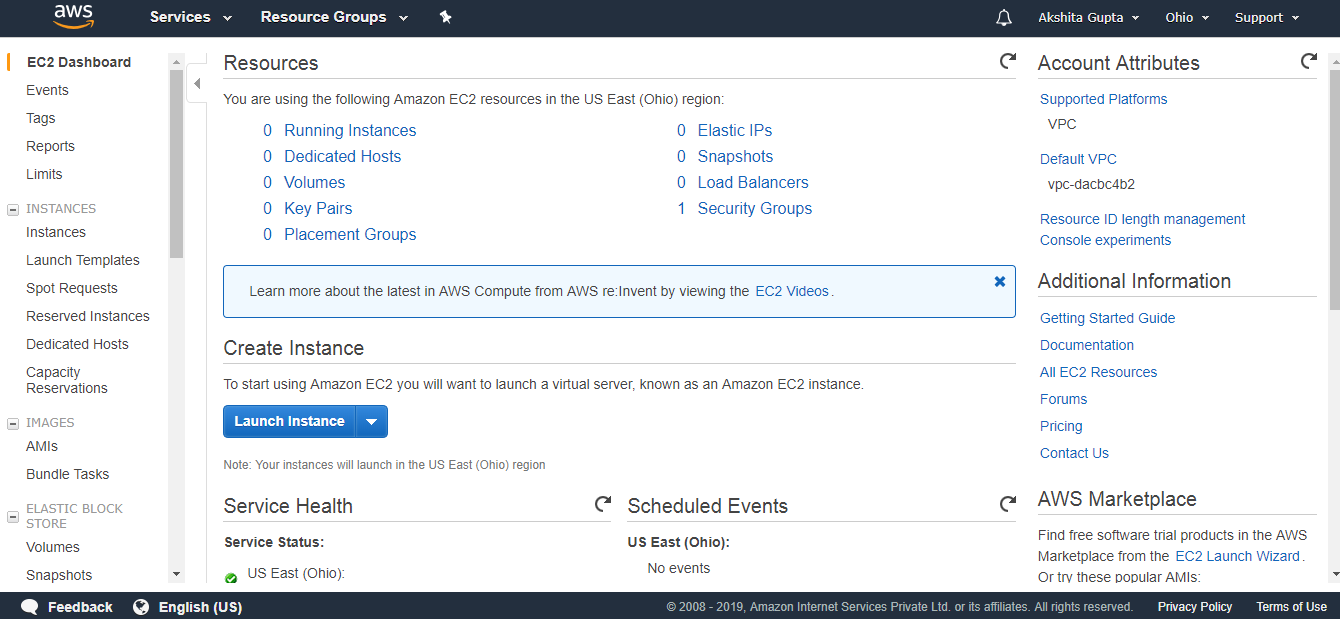 aws
Services
Resource Groups
Akshita Gupta
Ohio
Support
EC2 Dashboard
Events
Tags
Reports
Limits
INSTANCES
Instances
Launch Templates
Spot Requests
Reserved Instances
Dedicated Hosts
Capacity
Reservations
IMAGES
AMIs
Bundle Tasks
ELASTIC BLOCK
STORE
Volumes
Snapshots
Resources
You are using the following Amazon EC2 resources in the US East (Ohio) region:
0 Running Instances
0 Dedicated Hosts
0 Volumes
0 Key Pairs
0 Placement Groups
0 Elastic IPs
0 Snapshots
0 Load Balancers
1 Security Groups
Learn more about the latest in AWS Compute from AWS re:Invent by viewing the EC2 Videos.
Create Instance
To start using Amazon EC2 you will want to launch a virtual server, known as an Amazon EC2 instance.
Launch Instance
Note: Your instances will launch in the US East (Ohio) region
Service Health
Service Status:
US East (Ohio):
Scheduled Events
US East (Ohio):
No events
Account Attributes
Supported Platforms
VPC
Default VPC
vpc-dacbc4b2
Resource ID length management
Console experiments
Additional Information
Getting Started Guide
Documentation
All EC2 Resources
Forums
Pricing
Contact Us
AWS Marketplace
Find free software trial products in the AWS
Marketplace from the EC2 Launch Wizard.
Or try these popular AMIs:
Feedback
English (US)
© 2008 - 2019, Amazon Internet Services Private Ltd. or its affiliates. All rights reserved.
Privacy Policy
Terms of Use